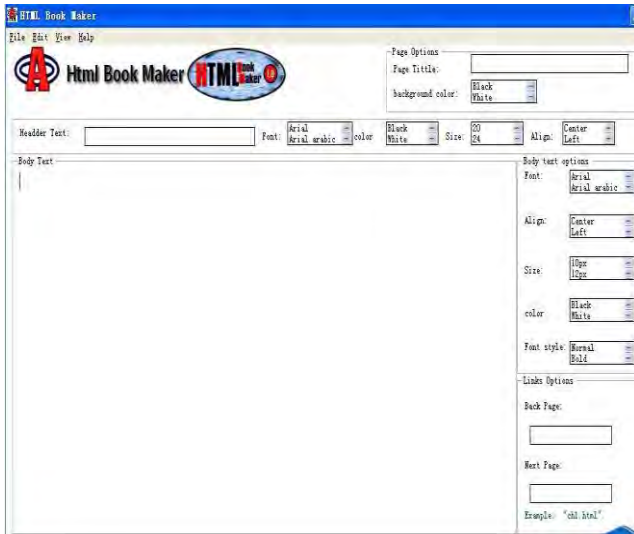 HTML Book Maker
File Edit View Help
A Html Book Maker HTML Book Maker
Page Options
Page Tittle:
background color: Black
White
Headder Text:
Font: Arial
Arial arabic
color Black
White
Size: 20
24
Align: Center
Left
Body Text
Body text options
Font: Arial
Arial arabic
Align: Center
Left
Size: 10px
12px
color Black
White
Font style: Normal
Bold
Links Options
Back Page:
Next Page:
Example: "ch1.html"